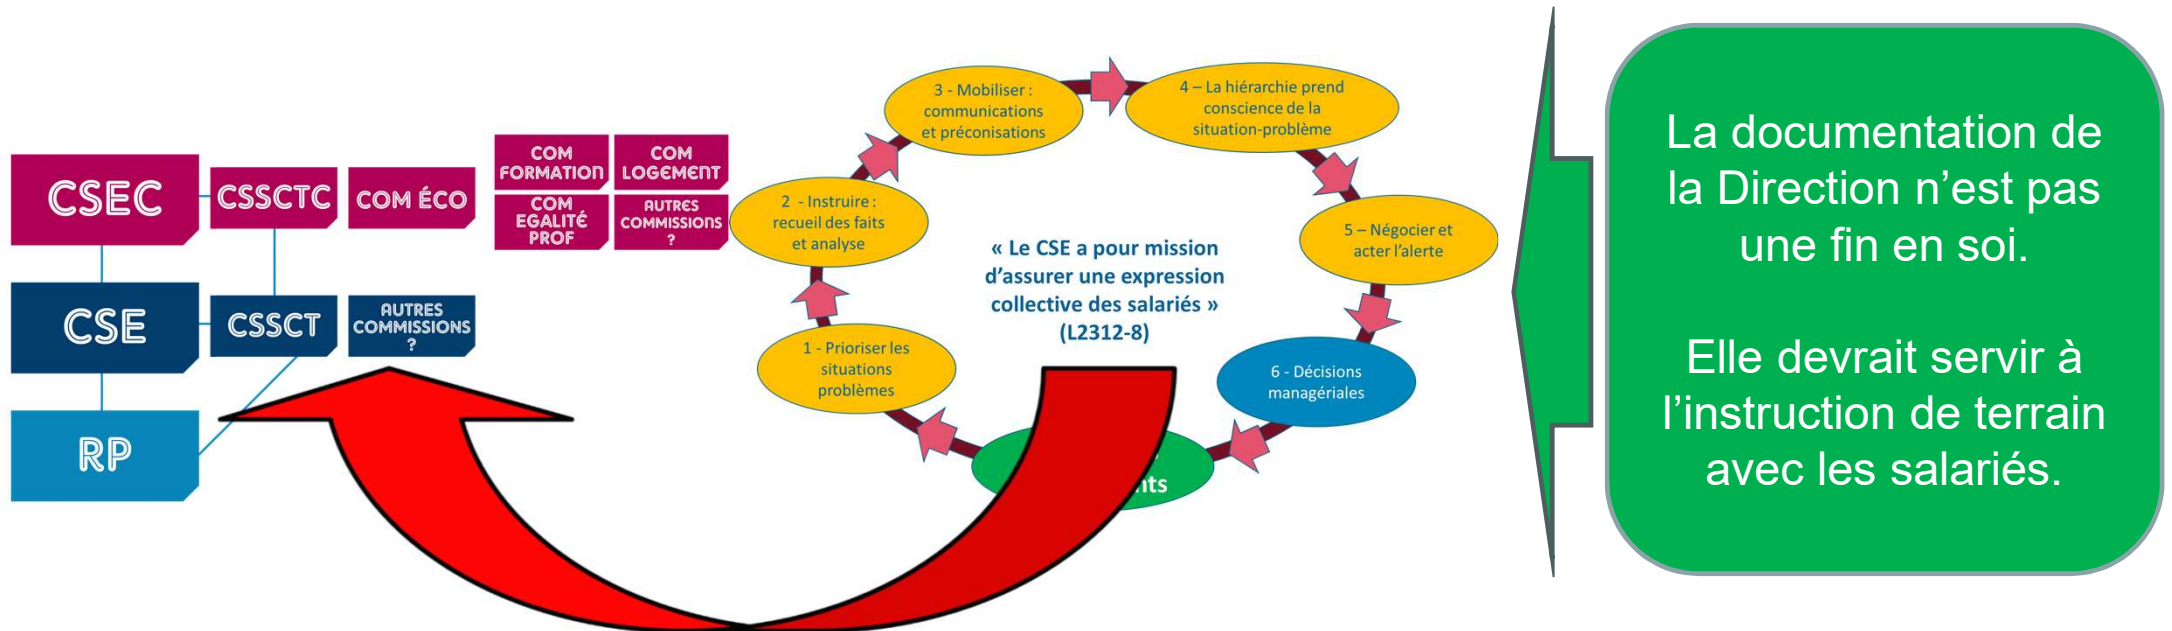 CSEC
CSSCTC
COM ÉCO
COM
FORMATION
COM
LOGEMENT
COM
EGALITÉ
PROF
AUTRES
COMMISSIONS
?
CSE
CSSCT
AUTRES
COMMISSIONS
?
RP
1 - Prioriser les
situations
problèmes
2 - Instruire :
recueil des faits
et analyse
3 - Mobiliser :
communications
et préconisations
4 – La hiérarchie prend
conscience de la
situation-problème
5 – Négocier et
acter l’alerte
6 - Décisions
managériales
« Le CSE a pour mission
d’assurer une expression
collective des salariés »
(L2312-8)
La documentation de
la Direction n’est pas
une fin en soi.
Elle devrait servir à
l’instruction de terrain
avec les salariés.